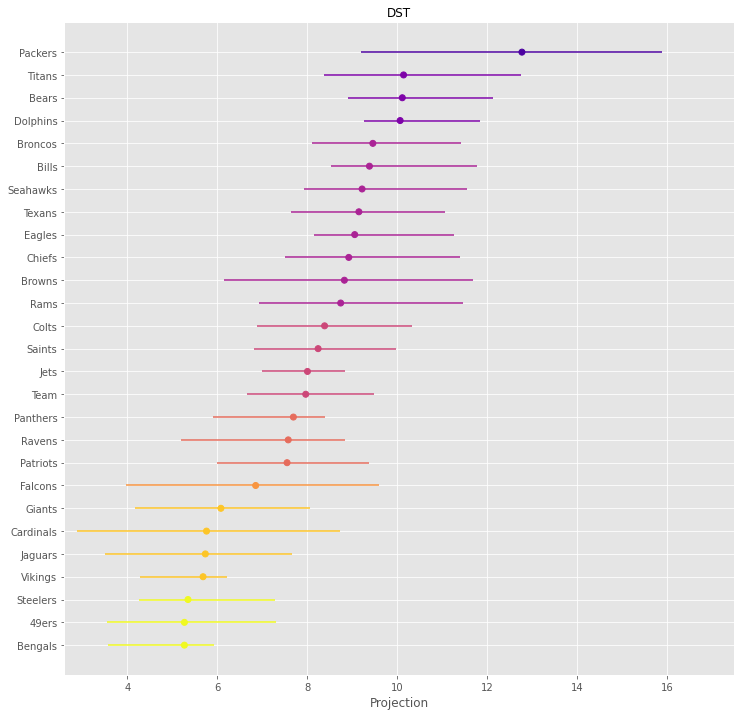 DST
Packers
Titans
Bears
Dolphins
Broncos
Bills
Seahawks
Texans
Eagles
Chiefs
Browns
Rams
Colts
Saints
Jets
Team
Panthers
Ravens
Patriots
Falcons
Giants
Cardinals
Jaguars
Vikings
Steelers
49ers
Bengals
4 6 8 10 12 14 16
Projection